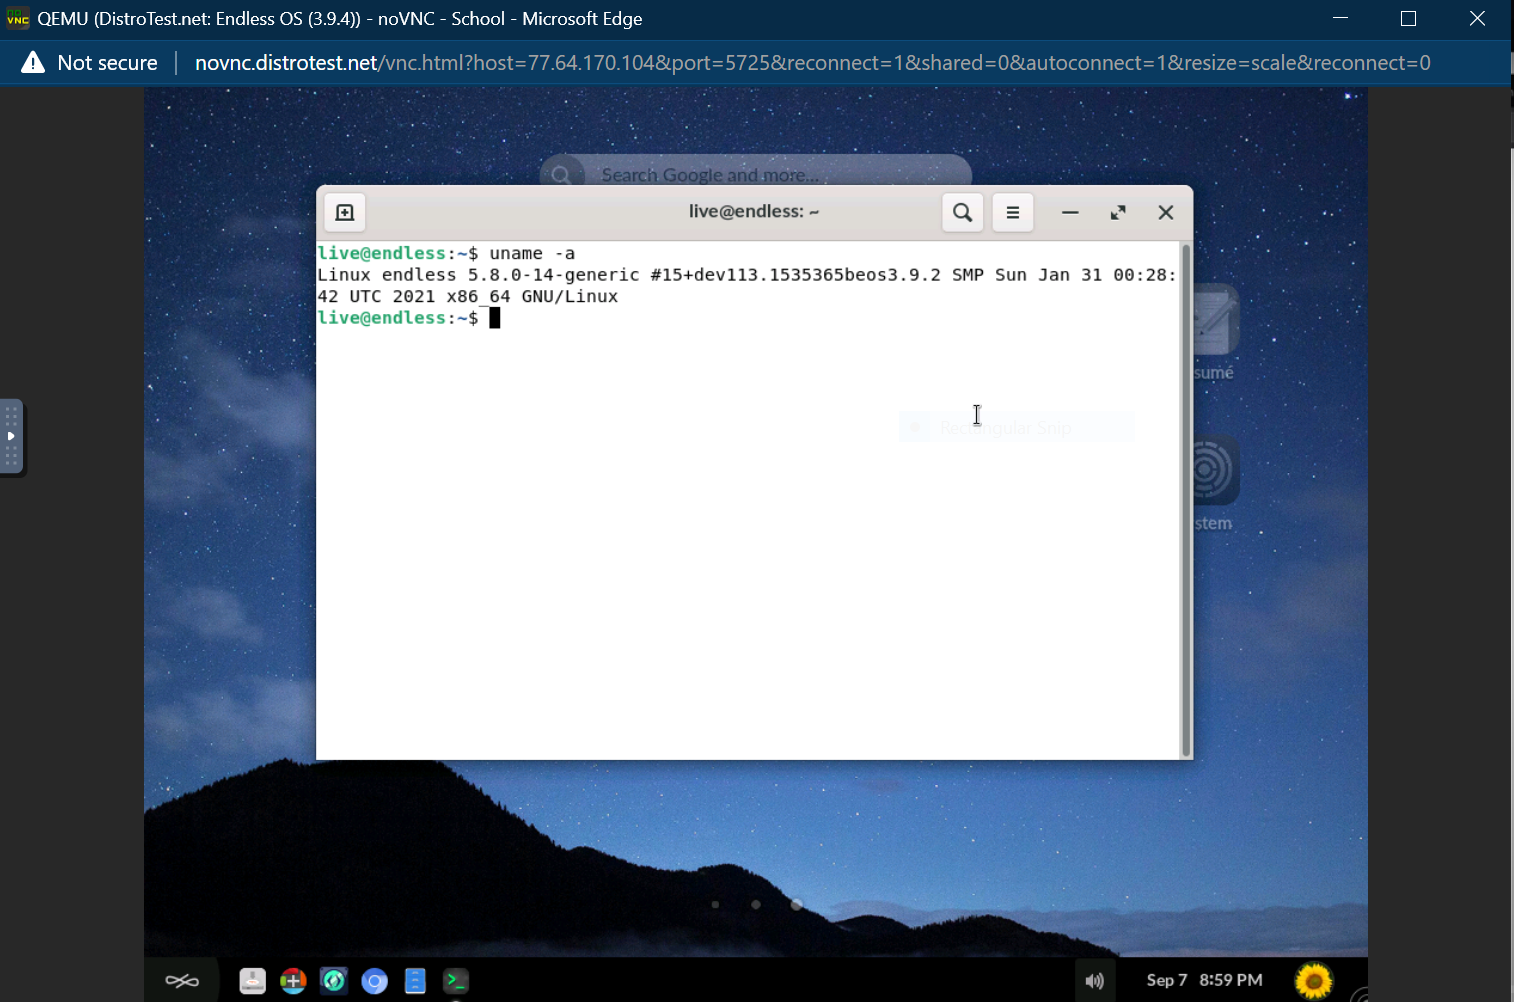 QEMU (DistroTest.net: Endless OS (3.9.4)) - noVNC - School - Microsoft Edge
Not secure
novnc.distrotest.net/vnc.html?host=77.64.170.104&port=5725&reconnect=1&shared=0&autoconnect=1&resize=scale&reconnect=0
Search Google and more...
live@endless: ~
live@endless:~$ uname -a
Linux endless 5.8.0-14-generic #15+dev113.1535365beos3.9.2 SMP Sun Jan 31 00:28:
42 UTC 2021 x86_64 GNU/Linux
live@endless:~$
sumé
Rectangular Snip
stem
Sep 7 8:59 PM